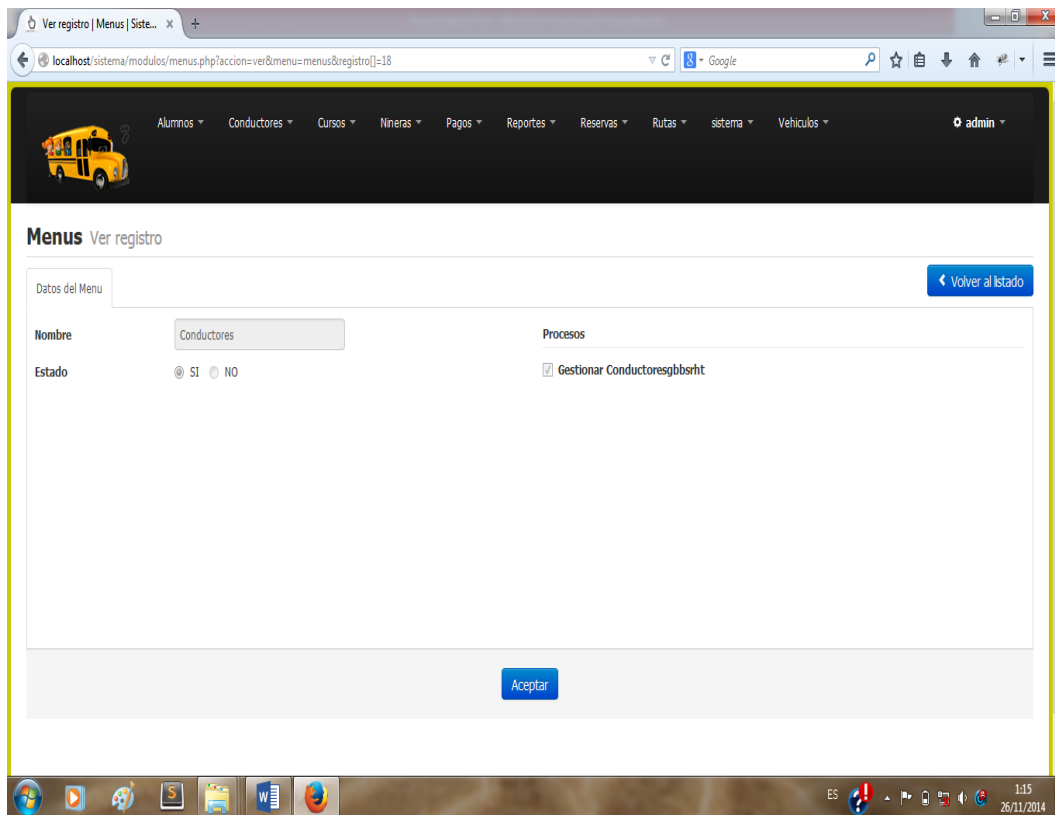 Ver registro | Menus | Siste...
localhost/sistema/modulos/menus.php?accion=ver&menu=menus&registro[]=18
8 Google
Alumnos Conductores Cursos Nineras Pagos Reportes Reservas Rutas sistema Vehiculos admin
Menus Ver registro
Datos del Menu
Volver al listado
Nombre Conductores
Procesos
Estado SI NO
Gestionar Conductoresgbbsrht
Aceptar
S
W
ES
1:15
26/11/2014